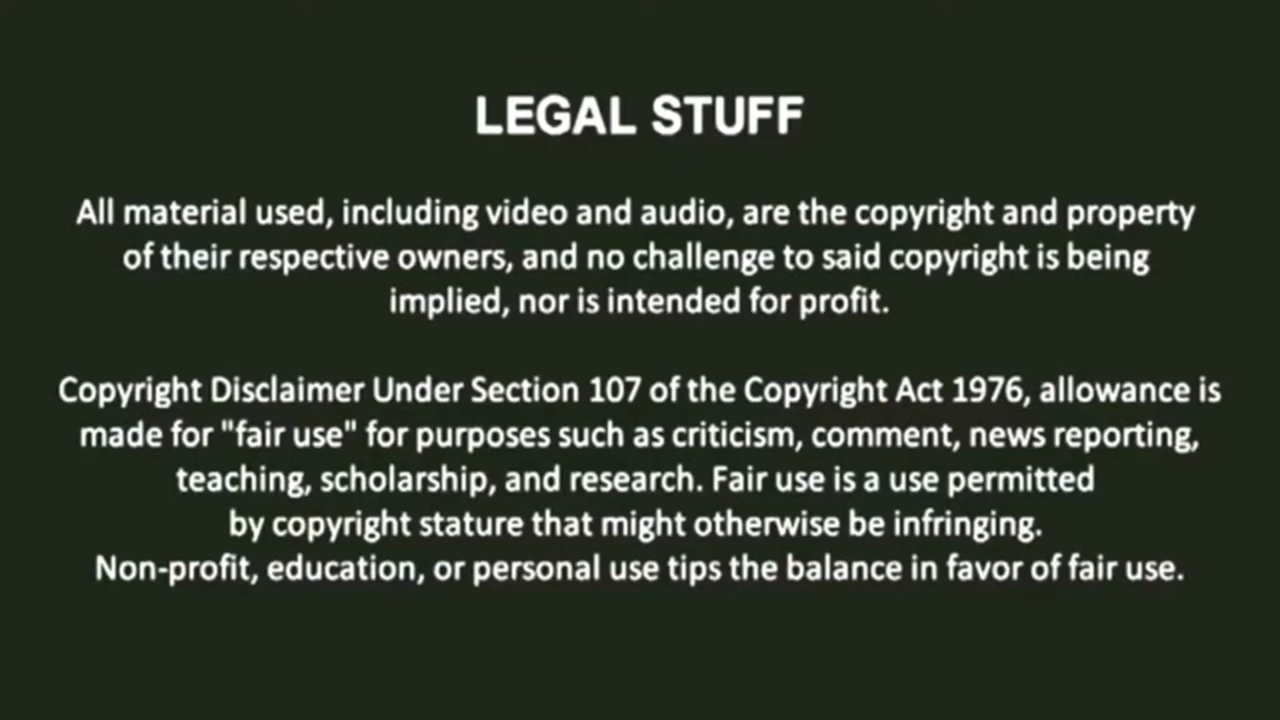 LEGAL STUFF
All material used, including video and audio, are the copyright and property
of their respective owners, and no challenge to said copyright is being
implied, nor is intended for profit.
Copyright Disclaimer Under Section 107 of the Copyright Act 1976, allowance is
made for "fair use" for purposes such as criticism, comment, news reporting,
teaching, scholarship, and research. Fair use is a use permitted
by copyright stature that might otherwise be infringing.
Non-profit, education, or personal use tips the balance in favor of fair use.